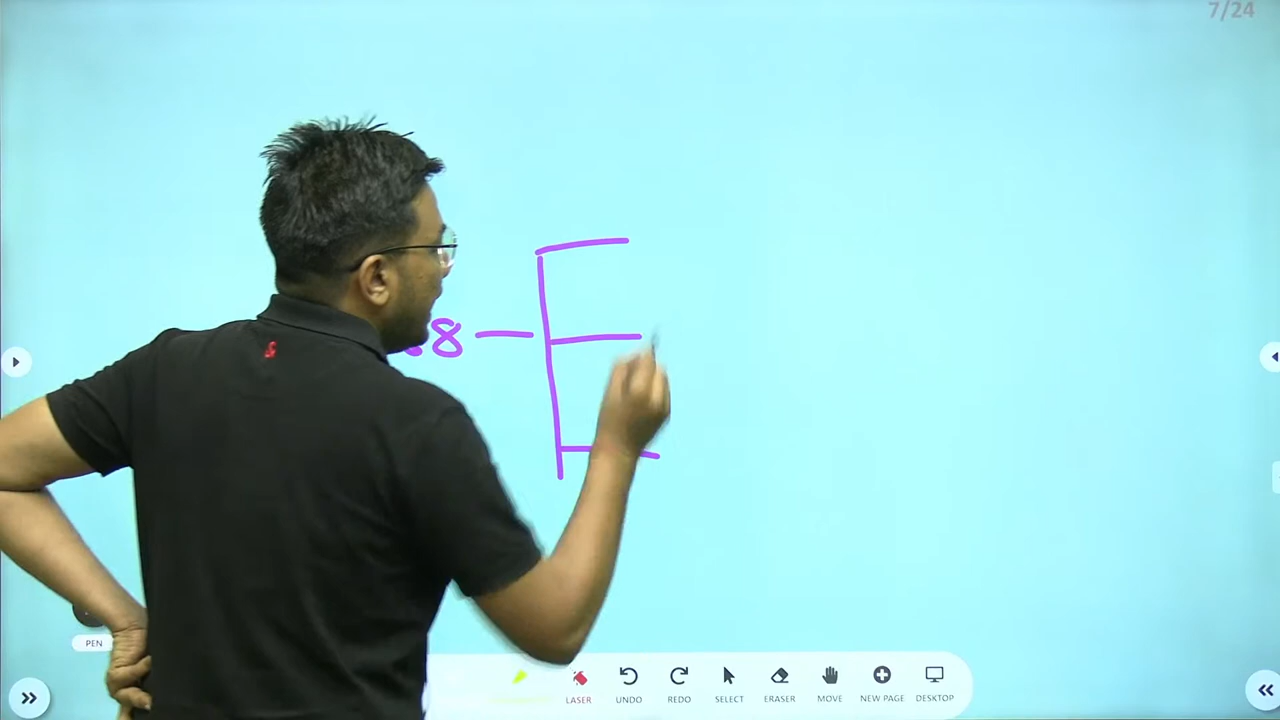 7/24
8
PEN
LASER
UNDO
REDO
SELECT
ERASER
MOVE
NEW PAGE
DESKTOP